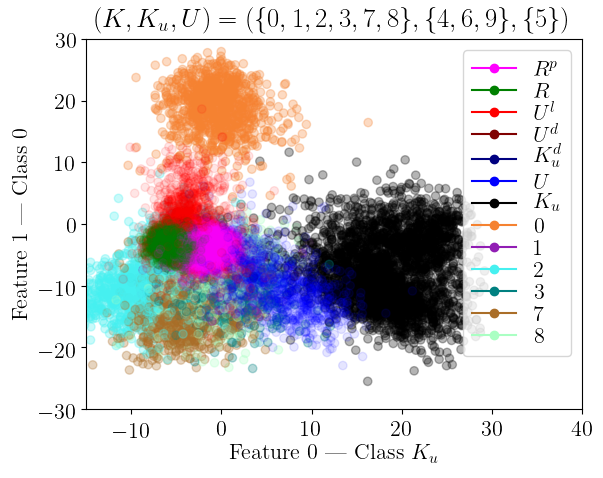 (K, K_u, U) = ({0, 1, 2, 3, 7, 8}, {4, 6, 9}, {5})
30
20
10
0
−10
−20
−30
−10
0
10
20
30
40
Feature 1 — Class 0
Feature 0 — Class K_u
R^p
R
U^l
U^d
K_u^d
U
K_u
0
1
2
3
7
8